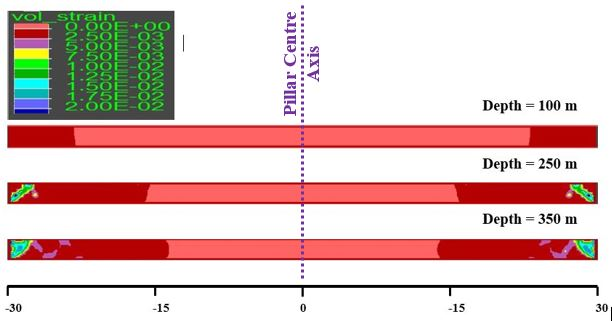 vol_strain
0.00E+00
2.50E-03
5.00E-03
7.50E-03
1.00E-02
1.25E-02
1.50E-02
1.75E-02
2.00E-02
Pillar Centre
Axis
Depth = 100 m
Depth = 250 m
Depth = 350 m
-30 -15 0 -15 30